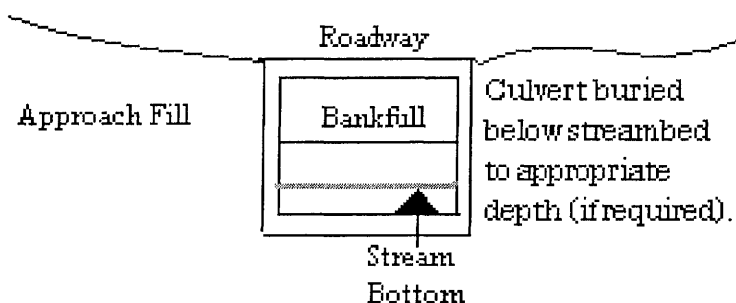 Roadway
Approach Fill
Bankfull
Culvert buried
below streambed
to appropriate
depth (if required).
Stream
Bottom